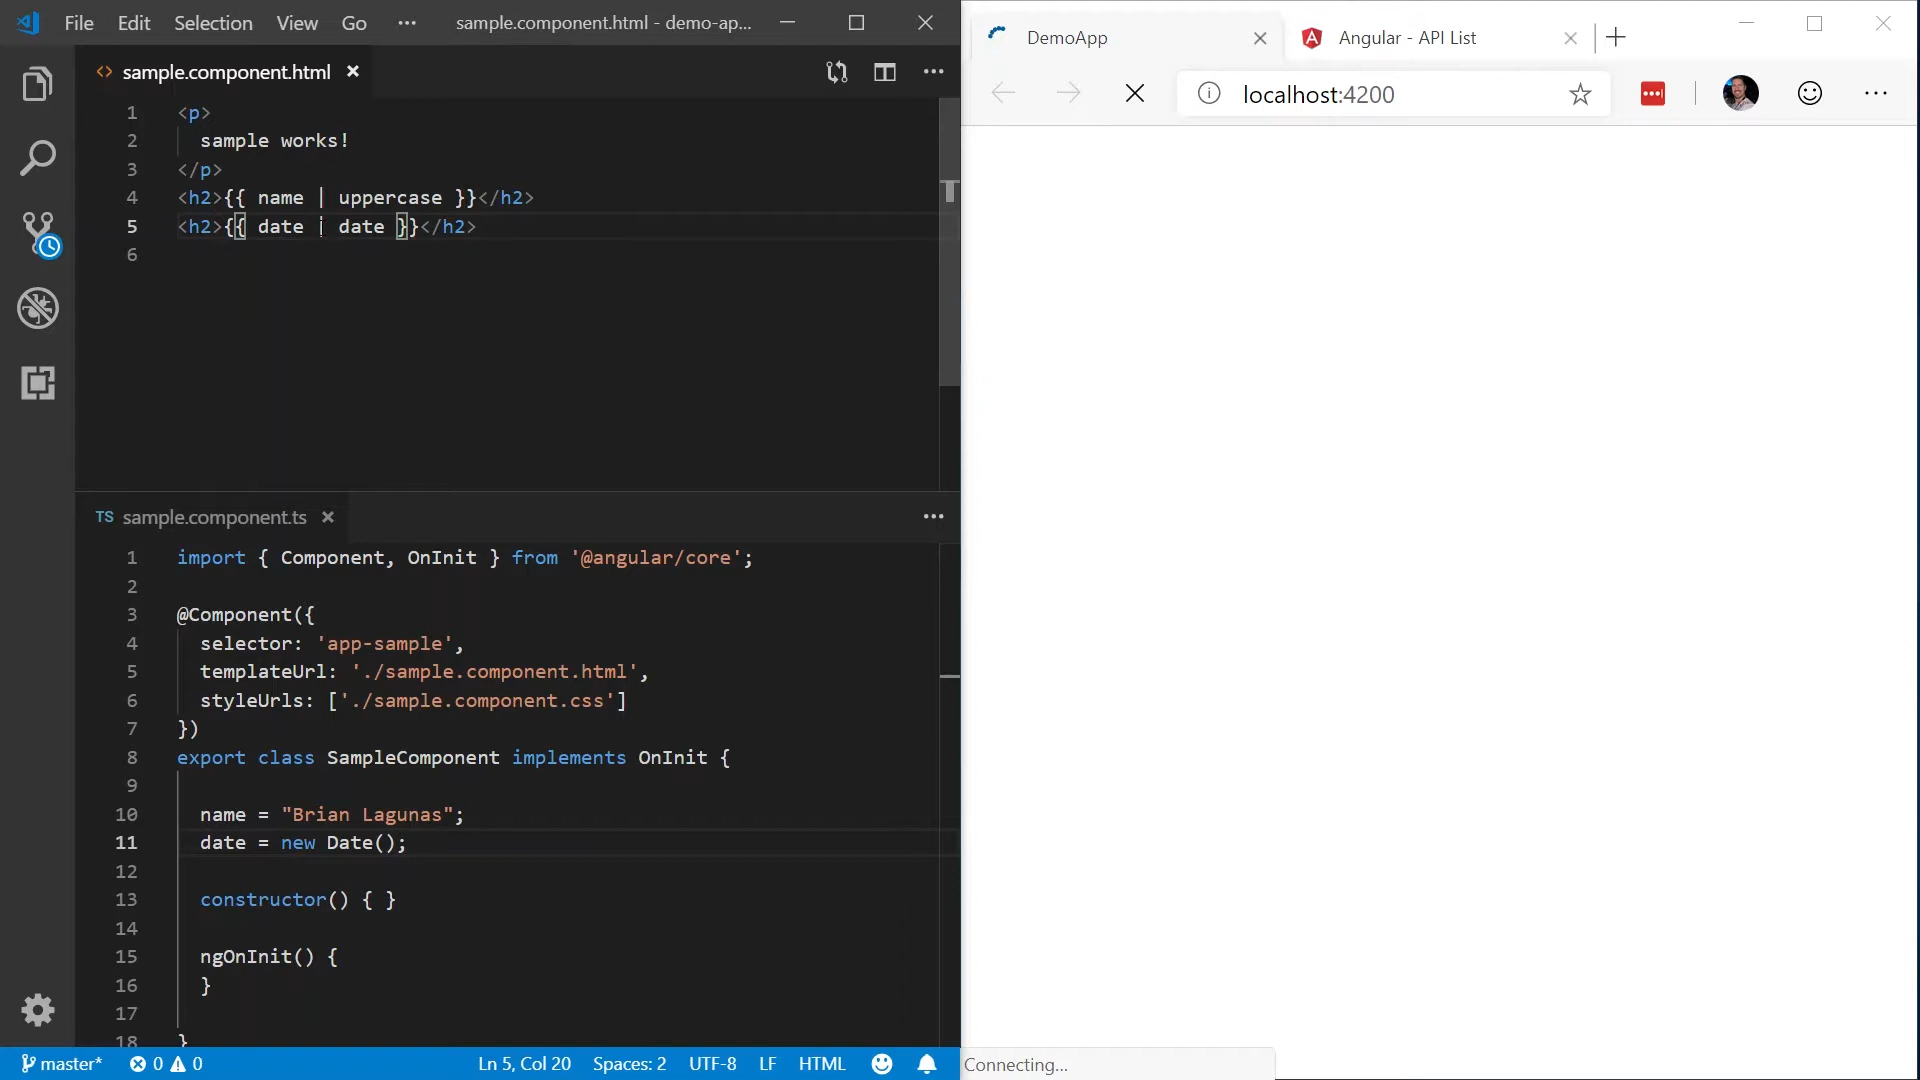 File Edit Selection View Go ··· sample.component.html - demo-ap...
sample.component.html
1 <p>
2 sample works!
3 </p>
4 <h2>{{ name | uppercase }}</h2>
5 <h2>{{ date | date }}</h2>
6
TS sample.component.ts
1 import { Component, OnInit } from '@angular/core';
2
3 @Component({
4 selector: 'app-sample',
5 templateUrl: './sample.component.html',
6 styleUrls: ['./sample.component.css']
7 })
8 export class SampleComponent implements OnInit {
9
10 name = "Brian Lagunas";
11 date = new Date();
12
13 constructor() { }
14
15 ngOnInit() {
16 }
17
18 }
master* 0 0 Ln 5, Col 20 Spaces: 2 UTF-8 LF HTML
DemoApp Angular - API List
localhost:4200
Connecting...